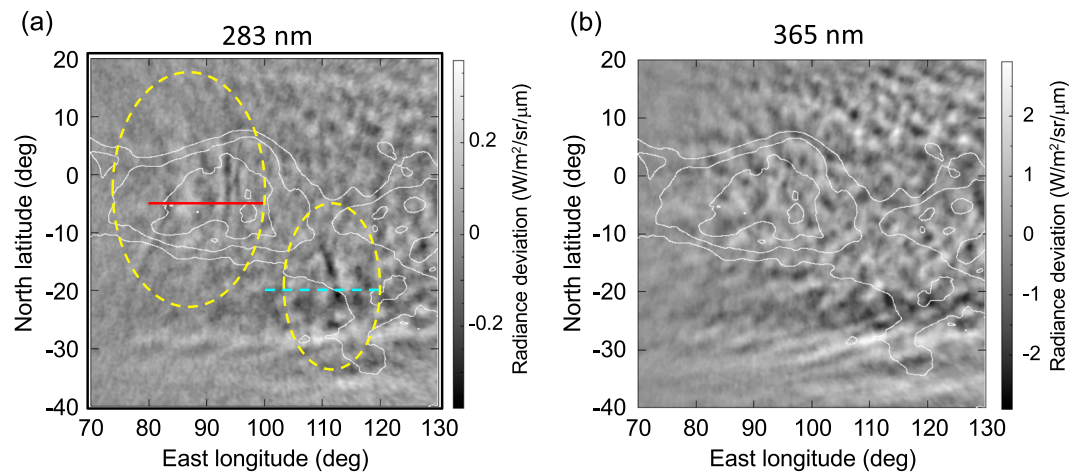 (a)
283 nm
20
10
0
-10
-20
-30
-40
North latitude (deg)
70 80 90 100 110 120 130
East longitude (deg)
0.2
0
-0.2
Radiance deviation (W/m²/sr/μm)
(b)
365 nm
20
10
0
-10
-20
-30
-40
North latitude (deg)
70 80 90 100 110 120 130
East longitude (deg)
2
1
0
-1
-2
Radiance deviation (W/m²/sr/μm)